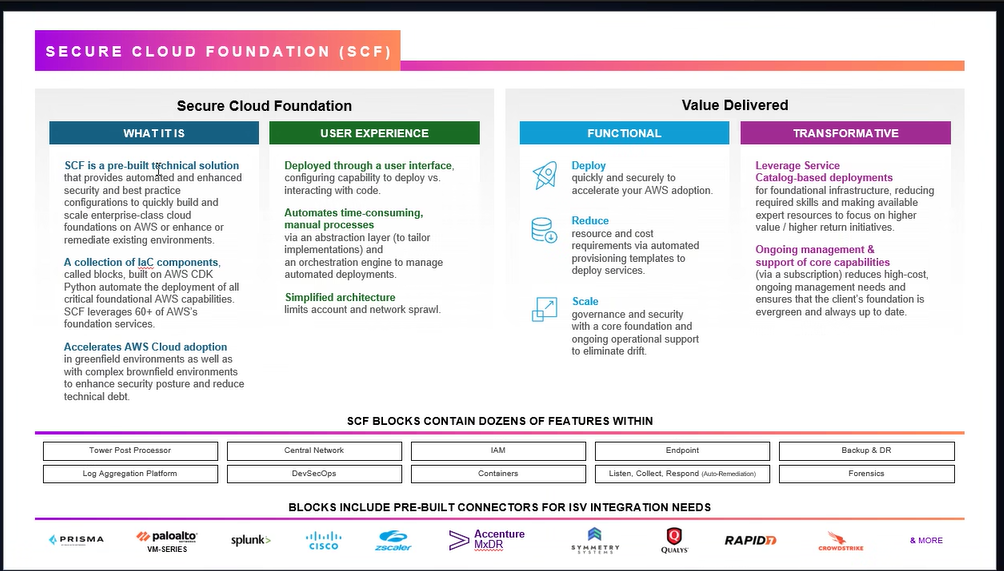 SECURE CLOUD FOUNDATION (SCF)
Secure Cloud Foundation
WHAT IT IS
SCF is a pre-built technical solution
that provides automated and enhanced
security and best practice
configurations to quickly build and
scale enterprise-class cloud
foundations on AWS or enhance or
remediate existing environments.
A collection of IaC components,
called blocks, built on AWS CDK
Python automate the deployment of all
critical foundational AWS capabilities.
SCF leverages 60+ of AWS's
foundation services.
Accelerates AWS Cloud adoption
in greenfield environments as well as
with complex brownfield environments
to enhance security posture and reduce
technical debt.
USER EXPERIENCE
Deployed through a user interface,
configuring capability to deploy vs.
interacting with code.
Automates time-consuming,
manual processes
via an abstraction layer (to tailor
implementations) and
an orchestration engine to manage
automated deployments.
Simplified architecture
limits account and network sprawl.
Value Delivered
FUNCTIONAL
Deploy
quickly and securely to
accelerate your AWS adoption.
Reduce
resource and cost
requirements via automated
provisioning templates to
deploy services.
Scale
governance and security
with a core foundation and
ongoing operational support
to eliminate drift.
TRANSFORMATIVE
Leverage Service
Catalog-based deployments
for foundational infrastructure, reducing
required skills and making available
expert resources to focus on higher
value / higher return initiatives.
Ongoing management &
support of core capabilities
(via a subscription) reduces high-cost,
ongoing management needs and
ensures that the client's foundation is
evergreen and always up to date.
SCF BLOCKS CONTAIN DOZENS OF FEATURES WITHIN
Tower Post Processor
Central Network
IAM
Endpoint
Backup & DR
Log Aggregation Platform
DevSecOps
Containers
Listen, Collect, Respond (Auto-Remediation)
Forensics
BLOCKS INCLUDE PRE-BUILT CONNECTORS FOR ISV INTEGRATION NEEDS
PRISMA
paloalto
VM-SERIES
splunk>
CISCO
zscaler
Accenture
MxDR
SYMMETRY
SYSTEMS
QUALYS
RAPID7
CROWDSTRIKE
& MORE